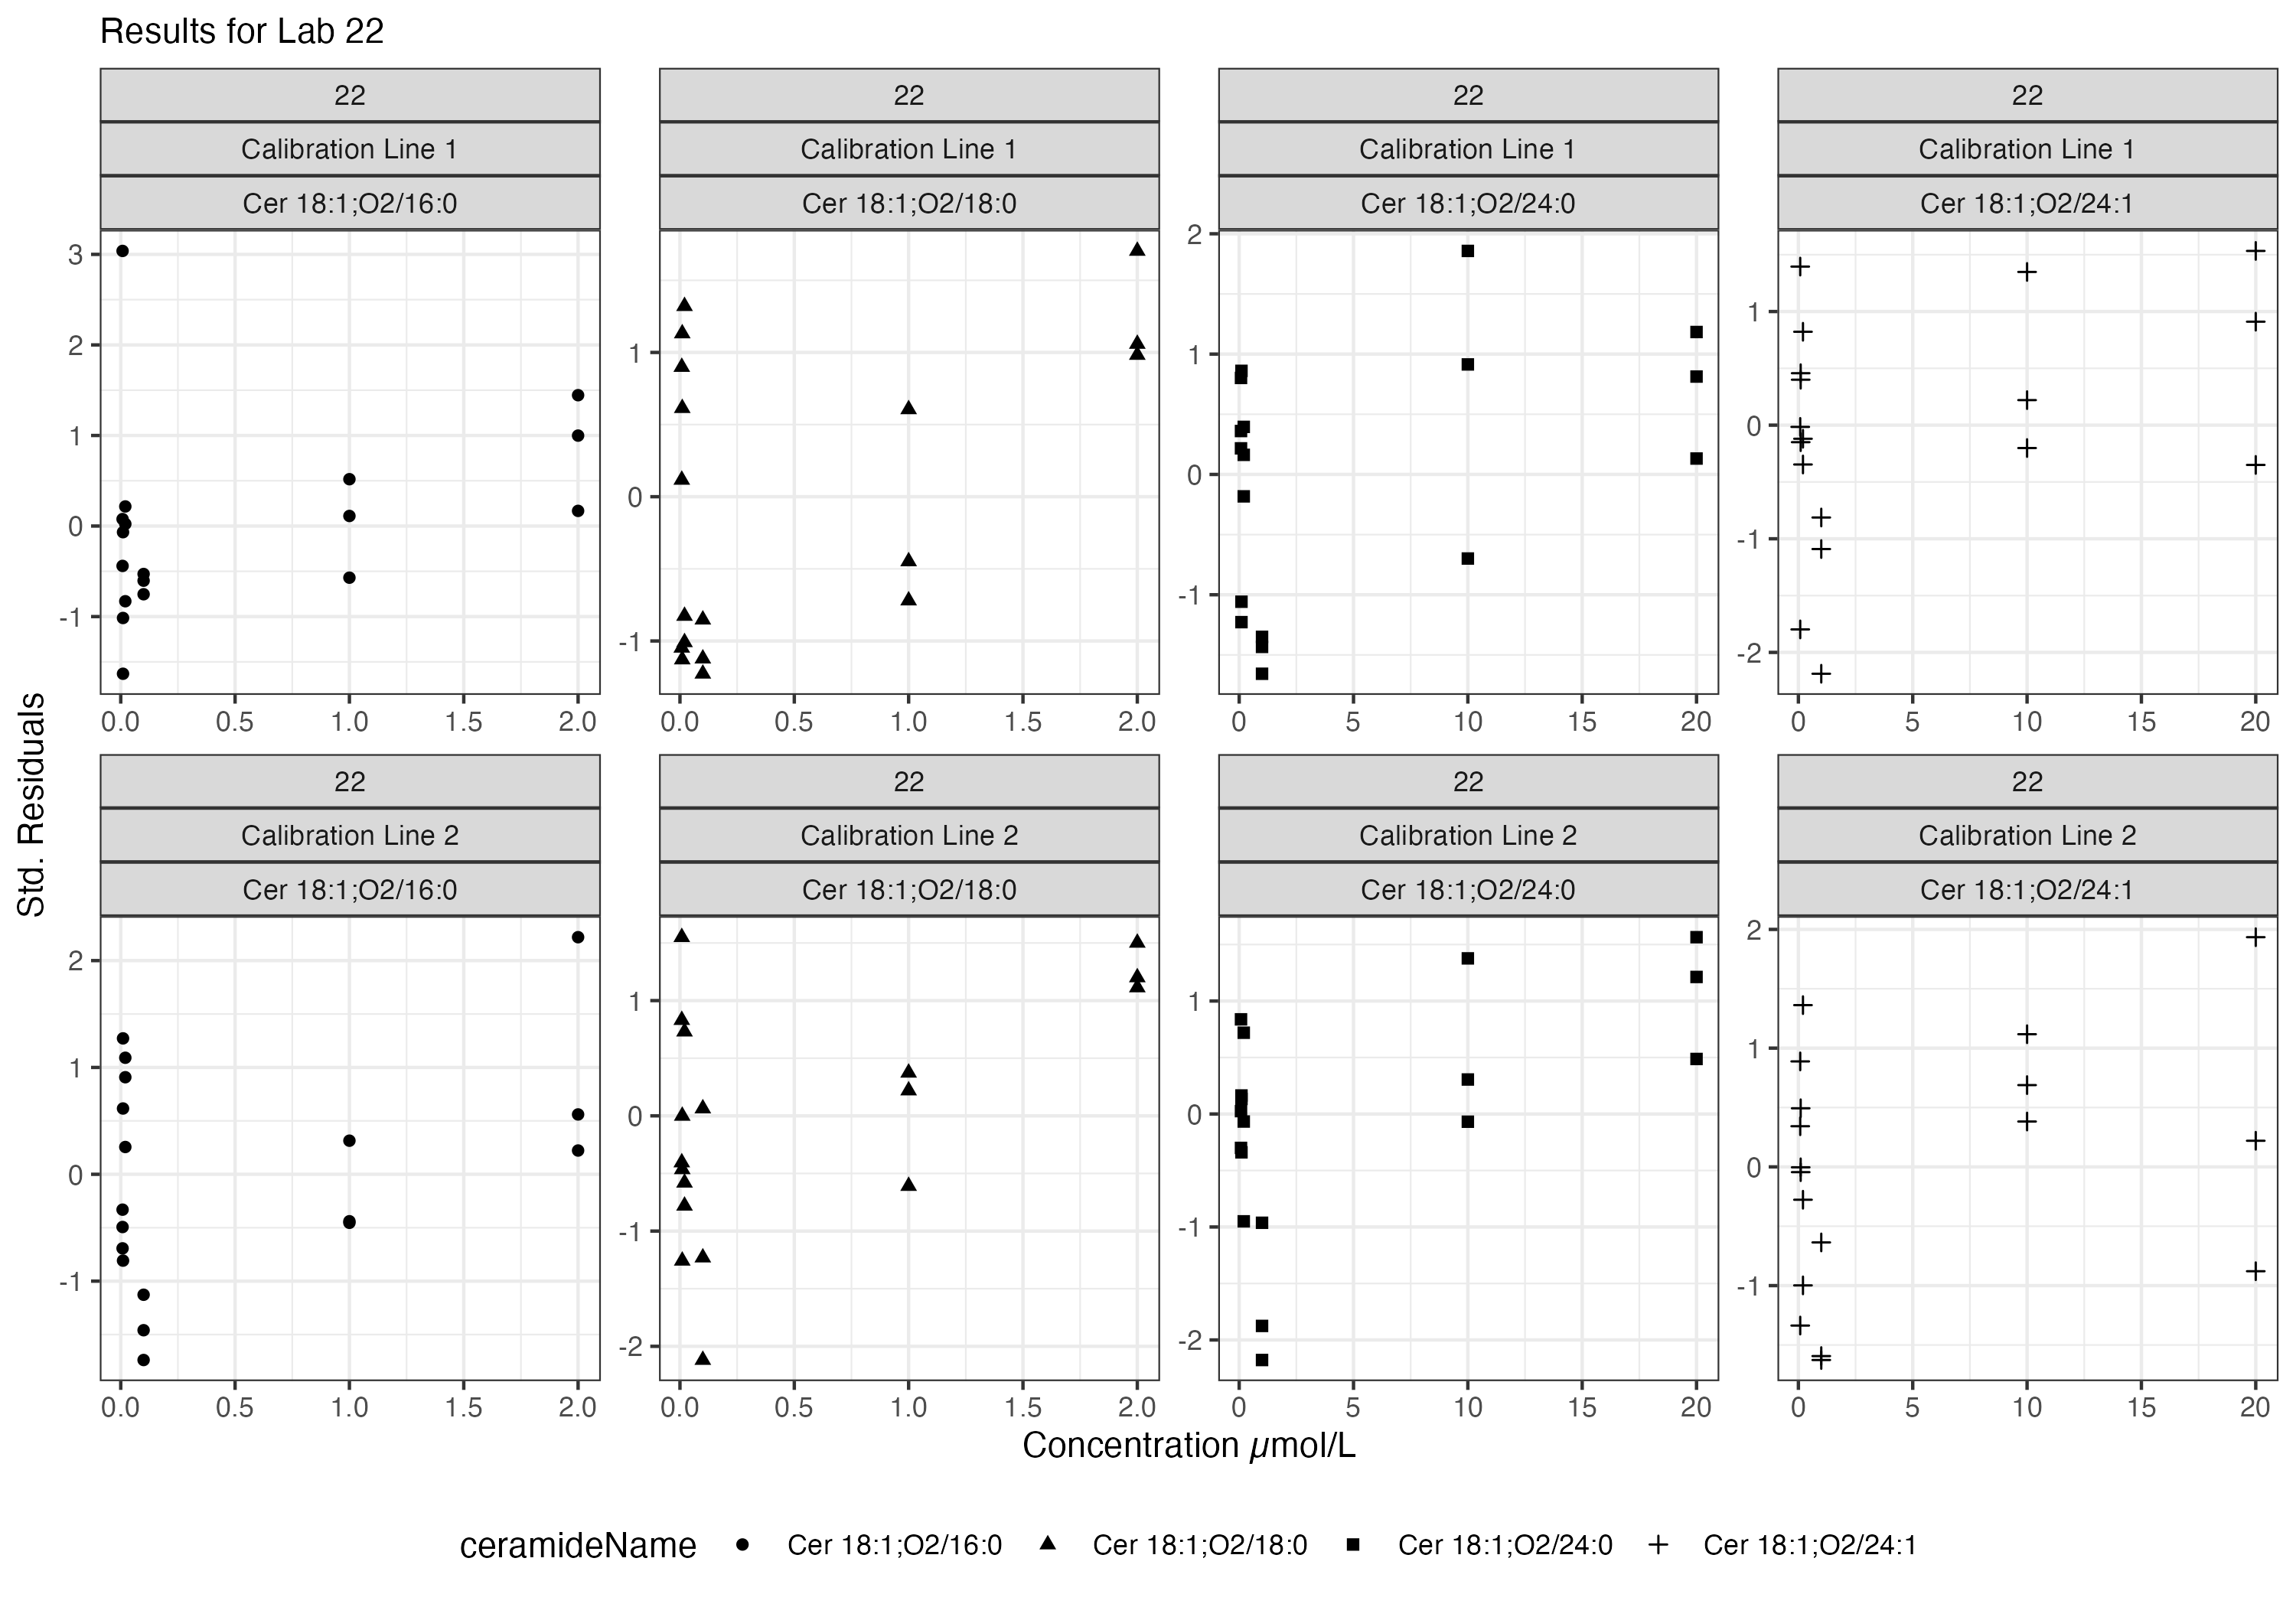 Results for Lab 22
22 22 22 22
Calibration Line 1 Calibration Line 1 Calibration Line 1 Calibration Line 1
Cer 18:1;O2/16:0 Cer 18:1;O2/18:0 Cer 18:1;O2/24:0 Cer 18:1;O2/24:1
3
2
1
0
-1
1
0
-1
2
1
0
-1
1
0
-1
-2
0.0 0.5 1.0 1.5 2.0 0.0 0.5 1.0 1.5 2.0 0 5 10 15 20 0 5 10 15 20
Std. Residuals
22 22 22 22
Calibration Line 2 Calibration Line 2 Calibration Line 2 Calibration Line 2
Cer 18:1;O2/16:0 Cer 18:1;O2/18:0 Cer 18:1;O2/24:0 Cer 18:1;O2/24:1
2
1
0
-1
1
0
-1
-2
1
0
-1
-2
2
1
0
-1
0.0 0.5 1.0 1.5 2.0 0.0 0.5 1.0 1.5 2.0 0 5 10 15 20 0 5 10 15 20
Concentration µmol/L
ceramideName Cer 18:1;O2/16:0 Cer 18:1;O2/18:0 Cer 18:1;O2/24:0 Cer 18:1;O2/24:1